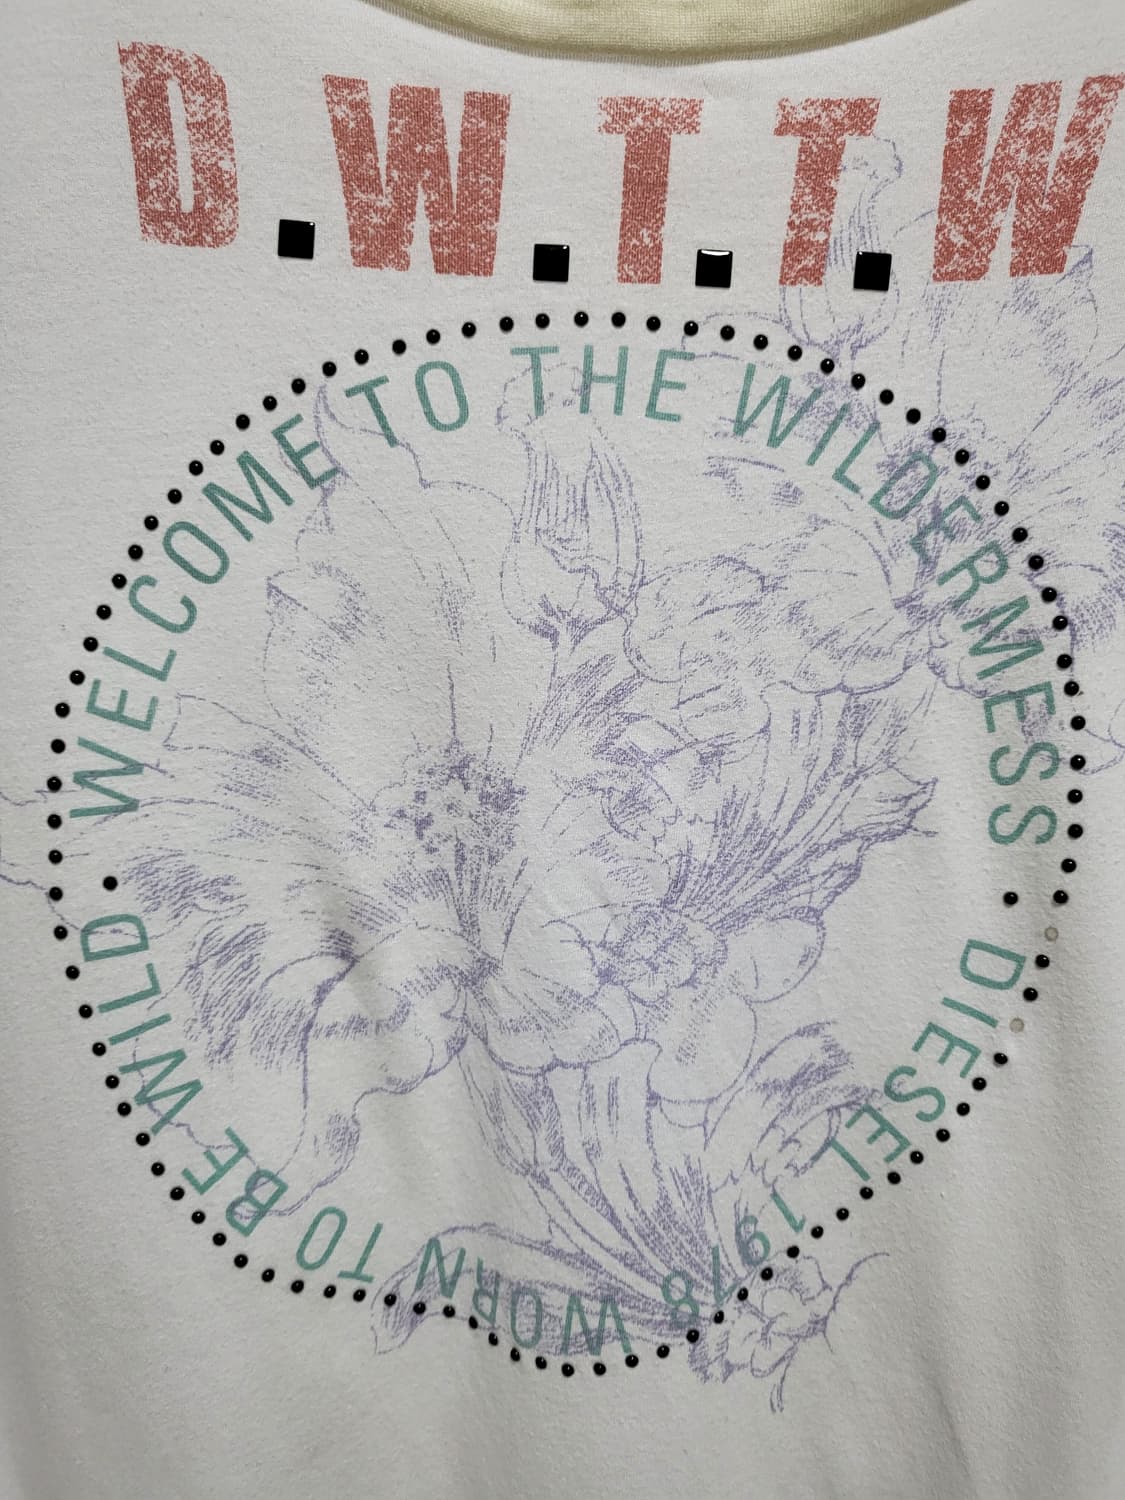 D.W.T.T.W
WELCOME TO THE WILDERMESS • DIESEL 1978 WORN TO BE WILD •